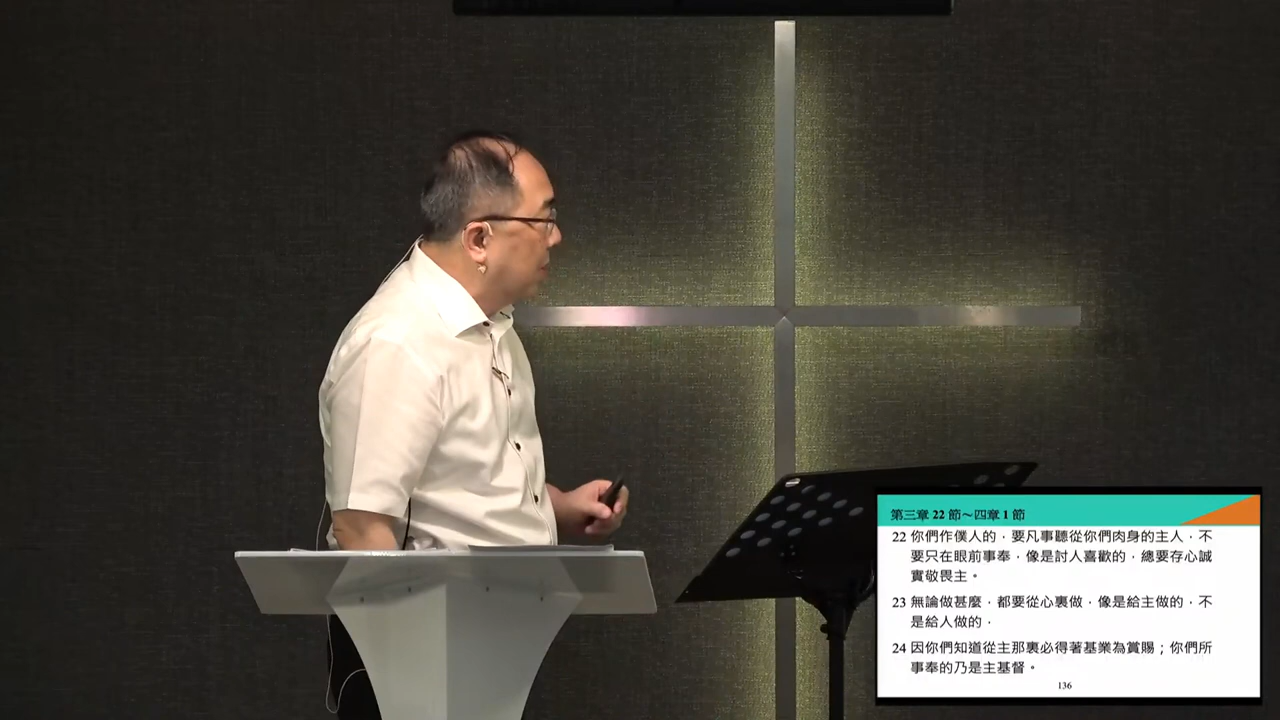 第三章 22 節～四章 1 節
22 你們作僕人的，要凡事聽從你們肉身的主人，不
要只在眼前事奉，像是討人喜歡的，總要存心誠
實敬畏主。
23 無論做甚麼，都要從心裏做，像是給主做的，不
是給人做的，
24 因你們知道從主那裏必得著基業為賞賜；你們所
事奉的乃是主基督。
136